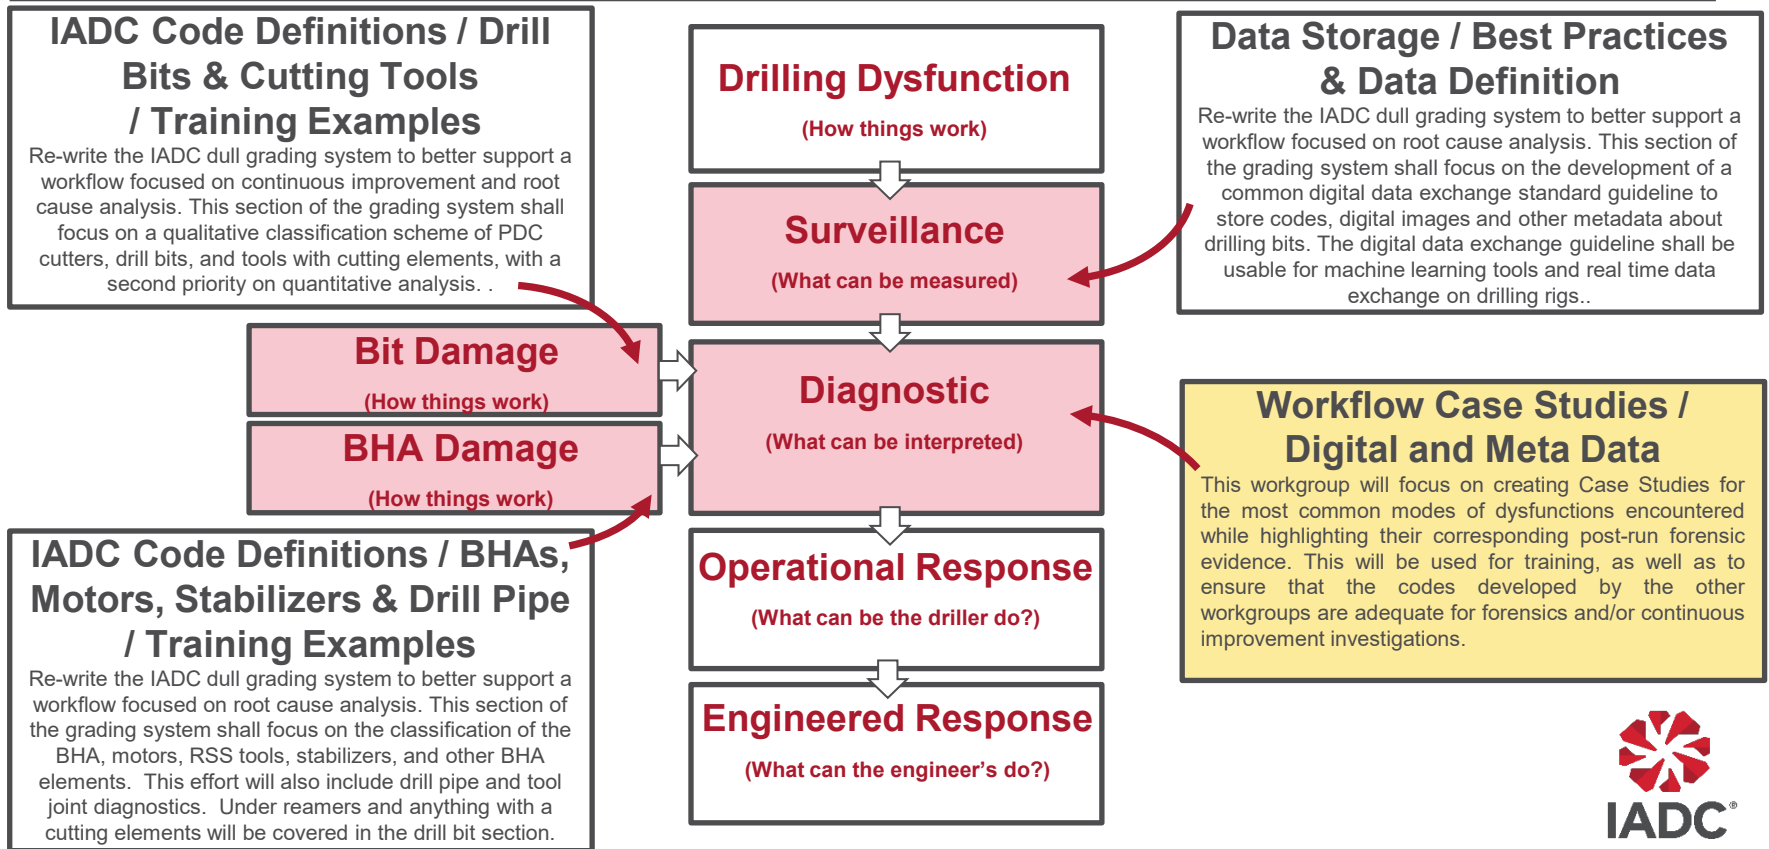 IADC Code Definitions / Drill
Bits & Cutting Tools
/ Training Examples
Re-write the IADC dull grading system to better support a
workflow focused on continuous improvement and root
cause analysis. This section of the grading system shall
focus on a qualitative classification scheme of PDC
cutters, drill bits, and tools with cutting elements, with a
second priority on quantitative analysis. .
Bit Damage
(How things work)
BHA Damage
(How things work)
IADC Code Definitions / BHAs,
Motors, Stabilizers & Drill Pipe
/ Training Examples
Re-write the IADC dull grading system to better support a
workflow focused on root cause analysis. This section of
the grading system shall focus on the classification of the
BHA, motors, RSS tools, stabilizers, and other BHA
elements. This effort will also include drill pipe and tool
joint diagnostics. Under reamers and anything with a
cutting elements will be covered in the drill bit section.
Drilling Dysfunction
(How things work)
Surveillance
(What can be measured)
Diagnostic
(What can be interpreted)
Operational Response
(What can be the driller do?)
Engineered Response
(What can the engineer's do?)
Data Storage / Best Practices
& Data Definition
Re-write the IADC dull grading system to better support a
workflow focused on root cause analysis. This section of
the grading system shall focus on the development of a
common digital data exchange standard guideline to
store codes, digital images and other metadata about
drilling bits. The digital data exchange guideline shall be
usable for machine learning tools and real time data
exchange on drilling rigs..
Workflow Case Studies /
Digital and Meta Data
This workgroup will focus on creating Case Studies for
the most common modes of dysfunctions encountered
while highlighting their corresponding post-run forensic
evidence. This will be used for training, as well as to
ensure that the codes developed by the other
workgroups are adequate for forensics and/or continuous
improvement investigations.
IADC®